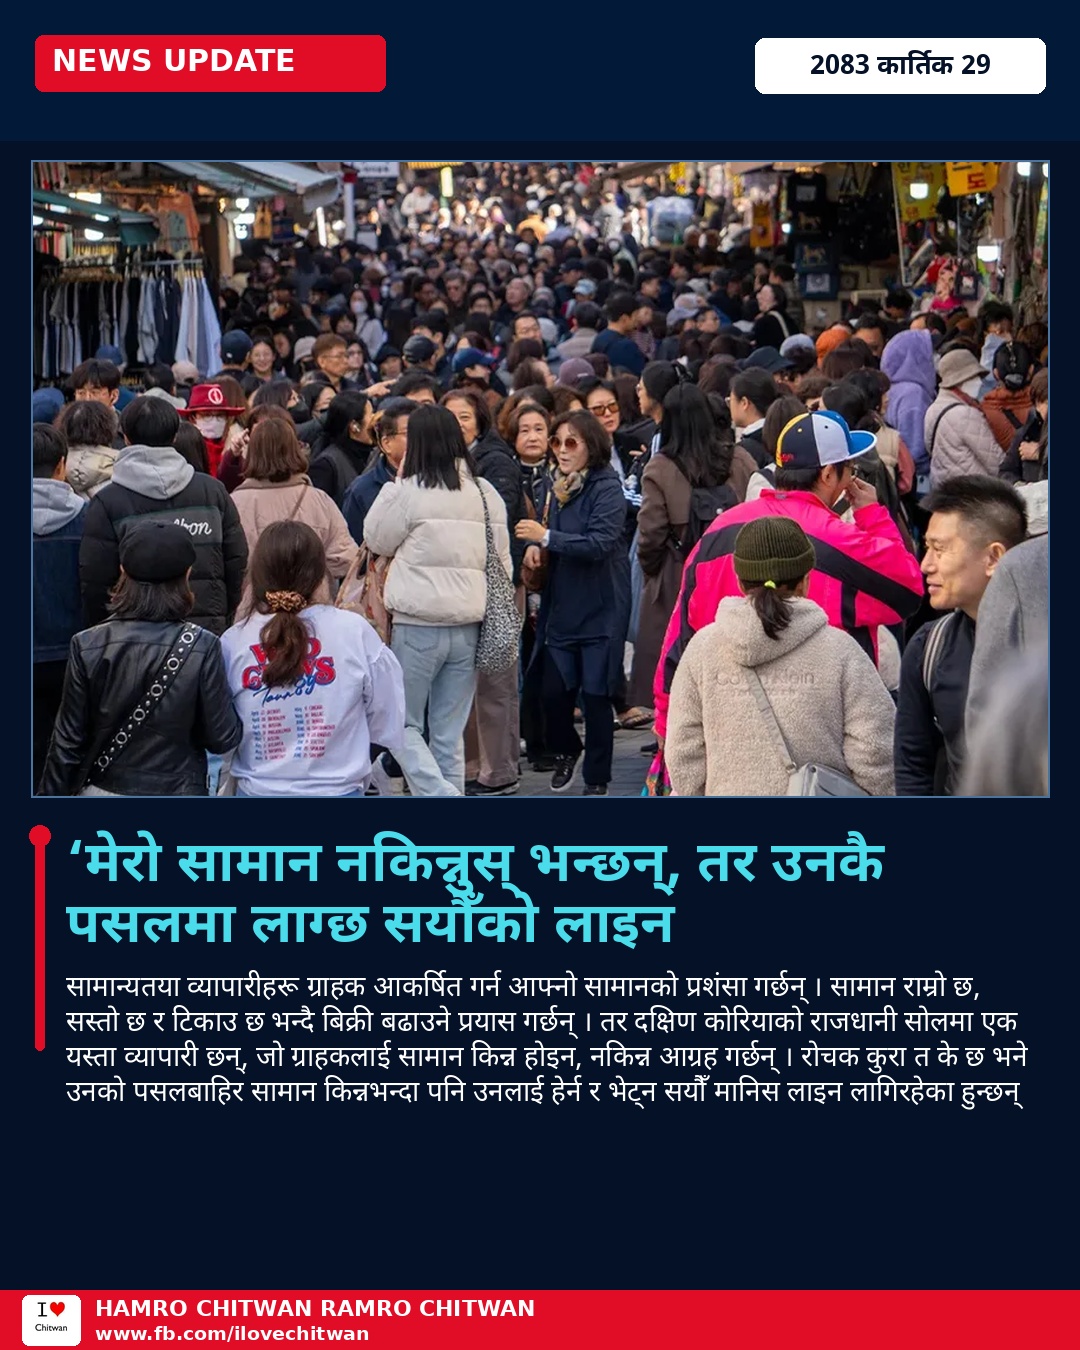 NEWS UPDATE
2083 कार्तिक 29
‘मेरो सामान नकिन्नुस् भन्छन्, तर उनकै
पसलमा लाग्छ सयौँको लाइन
सामान्यतया व्यापारीहरू ग्राहक आकर्षित गर्न आफ्नो सामानको प्रशंसा गर्छन् । सामान राम्रो छ,
सस्तो छ र टिकाउ छ भन्दै बिक्री बढाउने प्रयास गर्छन् । तर दक्षिण कोरियाको राजधानी सोलमा एक
यस्ता व्यापारी छन्, जो ग्राहकलाई सामान किन्न होइन, नकिन्न आग्रह गर्छन् । रोचक कुरा त के छ भने
उनको पसलबाहिर सामान किन्नभन्दा पनि उनलाई हेर्न र भेट्न सयौँ मानिस लाइन लागिरहेका हुन्छन्
I ♥
Chitwan
HAMRO CHITWAN RAMRO CHITWAN
www.fb.com/ilovechitwan